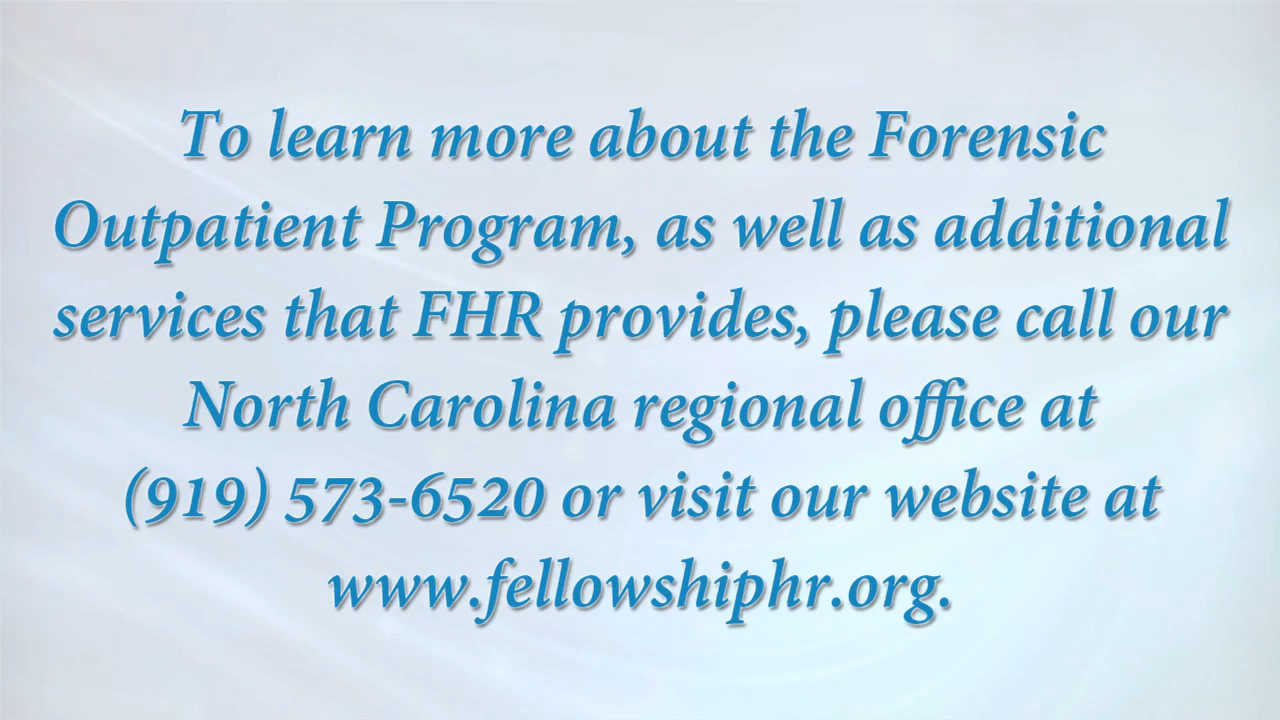 To learn more about the Forensic
Outpatient Program, as well as additional
services that FHR provides, please call our
North Carolina regional office at
(919) 573-6520 or visit our website at
www.fellowshiphr.org.